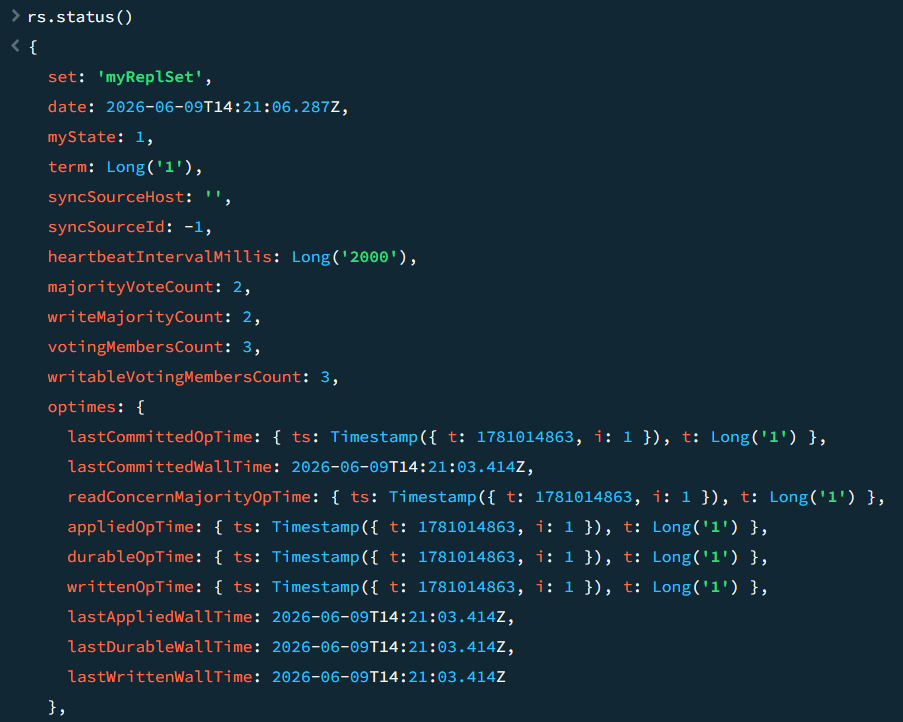 > rs.status()
< {
set: 'myReplSet',
date: 2026-06-09T14:21:06.287Z,
myState: 1,
term: Long('1'),
syncSourceHost: '',
syncSourceId: -1,
heartbeatIntervalMillis: Long('2000'),
majorityVoteCount: 2,
writeMajorityCount: 2,
votingMembersCount: 3,
writableVotingMembersCount: 3,
optimes: {
lastCommittedOpTime: { ts: Timestamp({ t: 1781014863, i: 1 }), t: Long('1') },
lastCommittedWallTime: 2026-06-09T14:21:03.414Z,
readConcernMajorityOpTime: { ts: Timestamp({ t: 1781014863, i: 1 }), t: Long('1') },
appliedOpTime: { ts: Timestamp({ t: 1781014863, i: 1 }), t: Long('1') },
durableOpTime: { ts: Timestamp({ t: 1781014863, i: 1 }), t: Long('1') },
writtenOpTime: { ts: Timestamp({ t: 1781014863, i: 1 }), t: Long('1') },
lastAppliedWallTime: 2026-06-09T14:21:03.414Z,
lastDurableWallTime: 2026-06-09T14:21:03.414Z,
lastWrittenWallTime: 2026-06-09T14:21:03.414Z
},